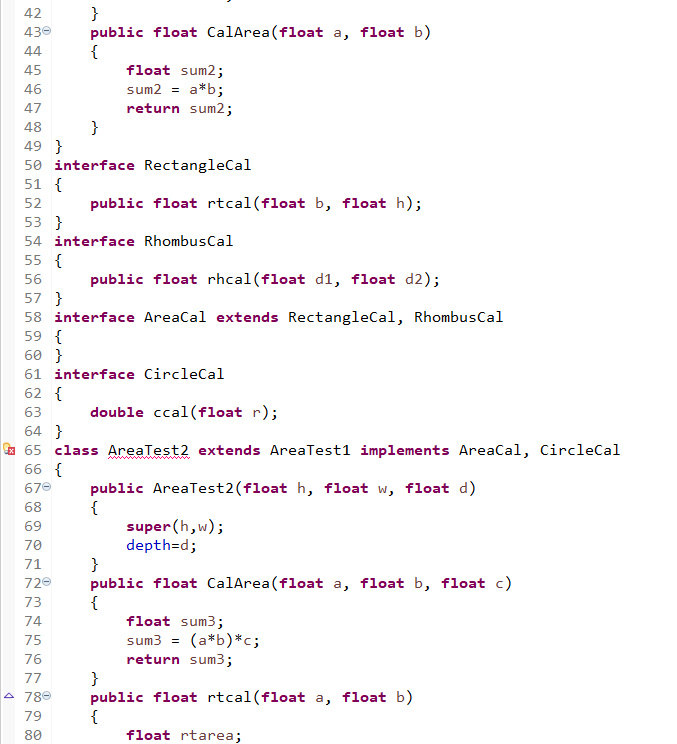 42     }
43     public float CalArea(float a, float b)
44     {
45         float sum2;
46         sum2 = a*b;
47         return sum2;
48     }
49 }
50 interface RectangleCal
51 {
52     public float rtcal(float b, float h);
53 }
54 interface RhombusCal
55 {
56     public float rhcal(float d1, float d2);
57 }
58 interface AreaCal extends RectangleCal, RhombusCal
59 {
60 }
61 interface CircleCal
62 {
63     double ccal(float r);
64 }
65 class AreaTest2 extends AreaTest1 implements AreaCal, CircleCal
66 {
67     public AreaTest2(float h, float w, float d)
68     {
69         super(h,w);
70         depth=d;
71     }
72     public float CalArea(float a, float b, float c)
73     {
74         float sum3;
75         sum3 = (a*b)*c;
76         return sum3;
77     }
78     public float rtcal(float a, float b)
79     {
80         float rtarea;